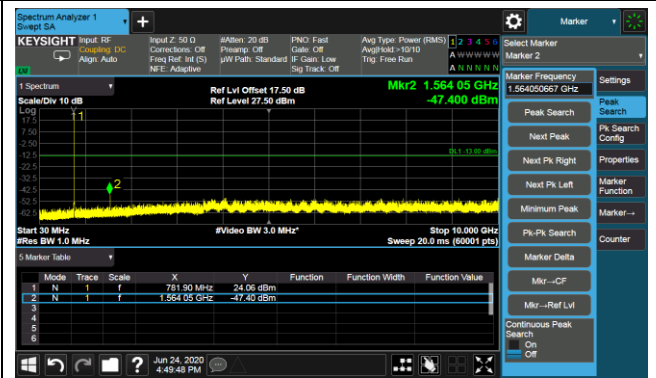 Spectrum Analyzer 1
Swept SA
+
Marker
KEYSIGHT
Input: RF
Coupling: DC
Align: Auto
Input Z: 50 Ω
Corrections: Off
Freq Ref: Int (S)
NFE: Adaptive
#Atten: 20 dB
Preamp: Off
µW Path: Standard
PNO: Fast
Gate: Off
IF Gain: Low
Sig Track: Off
Avg Type: Power (RMS)
Avg|Hold:>10/10
Trig: Free Run
1 2 3 4 5 6
A W W W W W
A N N N N N
LXI
Select Marker
Marker 2
1 Spectrum
Scale/Div 10 dB
Ref Lvl Offset 17.50 dB
Ref Level 27.50 dBm
Mkr2 1.564 05 GHz
-47.400 dBm
Log
17.5
7.50
-2.50
-12.5
-22.5
-32.5
-42.5
-52.5
-62.5
1
2
DL1 -13.00 dBm
Start 30 MHz
#Res BW 1.0 MHz
#Video BW 3.0 MHz*
Stop 10.000 GHz
Sweep 20.0 ms (60001 pts)
5 Marker Table
Mode Trace Scale X Y Function Function Width Function Value
1 N 1 f 781.90 MHz 24.06 dBm
2 N 1 f 1.564 05 GHz -47.40 dBm
3
4
5
6
Marker Frequency
1.564050667 GHz
Peak Search
Next Peak
Next Pk Right
Next Pk Left
Minimum Peak
Pk-Pk Search
Marker Delta
Mkr→CF
Mkr→Ref Lvl
Continuous Peak
Search
On
Off
Settings
Peak
Search
Pk Search
Config
Properties
Marker
Function
Marker→
Counter
?
Jun 24, 2020
4:49:48 PM